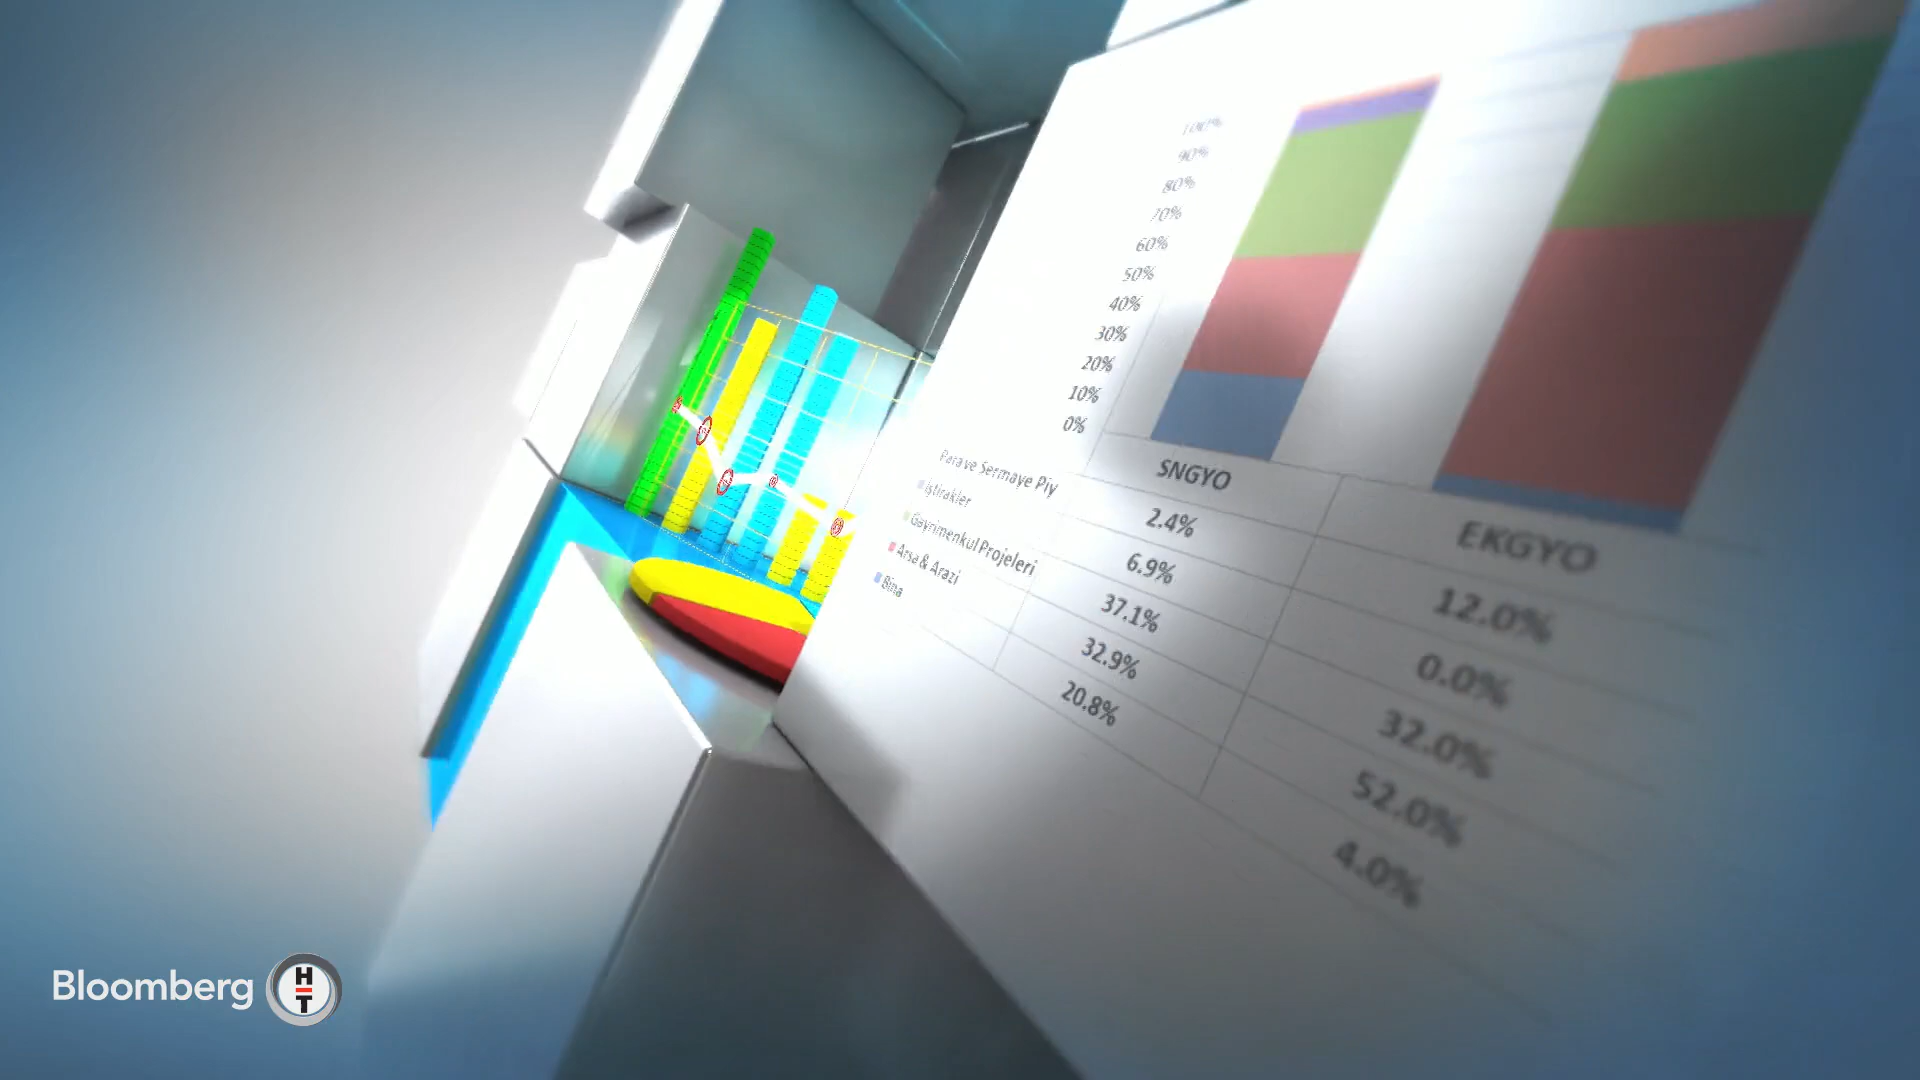 100%
90%
80%
70%
60%
50%
40%
30%
20%
10%
0%
SNGYO EKGYO
Para ve Sermaye Piy 2.4% 12.0%
İştirakler 6.9% 0.0%
Gayrimenkul Projeleri 37.1% 32.0%
Arsa & Arazi 32.9% 52.0%
Bina 20.8% 4.0%
Bloomberg HT